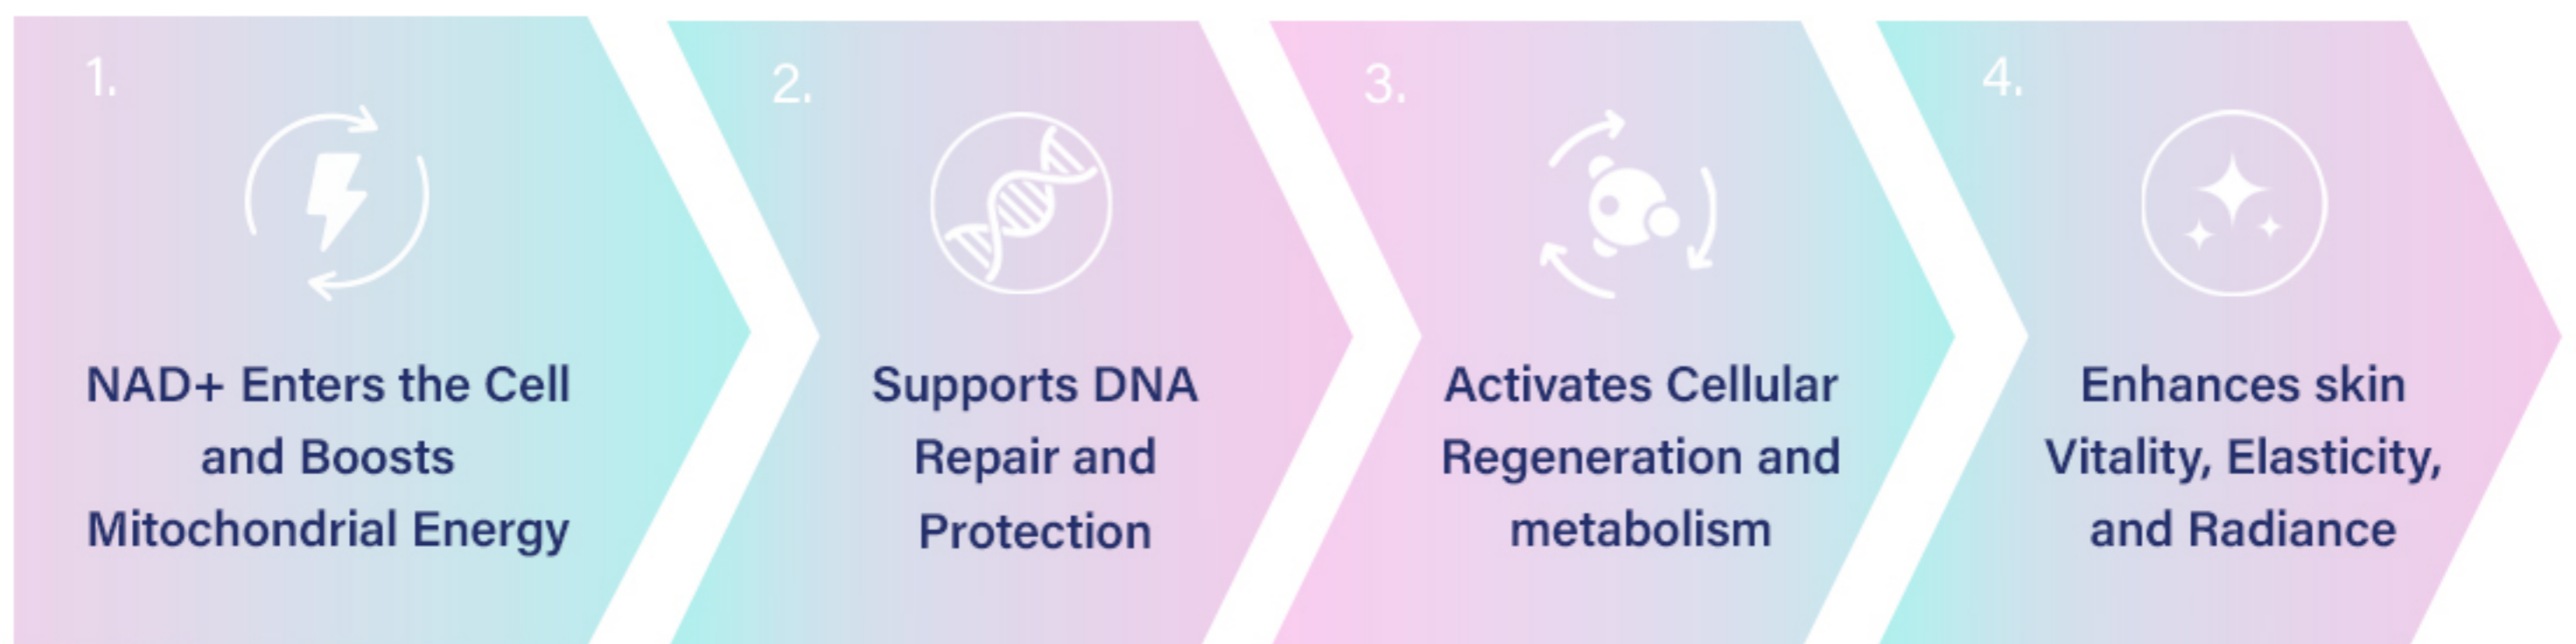 1.
NAD+ Enters the Cell
and Boosts
Mitochondrial Energy
2.
Supports DNA
Repair and
Protection
3.
Activates Cellular
Regeneration and
metabolism
4.
Enhances skin
Vitality, Elasticity,
and Radiance